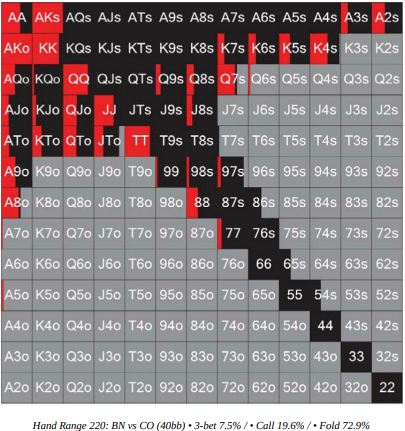 AA AKs AQs AJs ATs A9s A8s A7s A6s A5s A4s A3s A2s
AKo KK KQs KJs KTs K9s K8s K7s K6s K5s K4s K3s K2s
AQo KQo QQ QJs QTs Q9s Q8s Q7s Q6s Q5s Q4s Q3s Q2s
AJo KJo QJo JJ JTs J9s J8s J7s J6s J5s J4s J3s J2s
ATo KTo QTo JTo TT T9s T8s T7s T6s T5s T4s T3s T2s
A9o K9o Q9o J9o T9o 99 98s 97s 96s 95s 94s 93s 92s
A8o K8o Q8o J8o T8o 98o 88 87s 86s 85s 84s 83s 82s
A7o K7o Q7o J7o T7o 97o 87o 77 76s 75s 74s 73s 72s
A6o K6o Q6o J6o T6o 96o 86o 76o 66 65s 64s 63s 62s
A5o K5o Q5o J5o T5o 95o 85o 75o 65o 55 54s 53s 52s
A4o K4o Q4o J4o T4o 94o 84o 74o 64o 54o 44 43s 42s
A3o K3o Q3o J3o T3o 93o 83o 73o 63o 53o 43o 33 32s
A2o K2o Q2o J2o T2o 92o 82o 72o 62o 52o 42o 32o 22
Hand Range 220: BN vs CO (40bb) • 3-bet 7.5% / • Call 19.6% / • Fold 72.9%